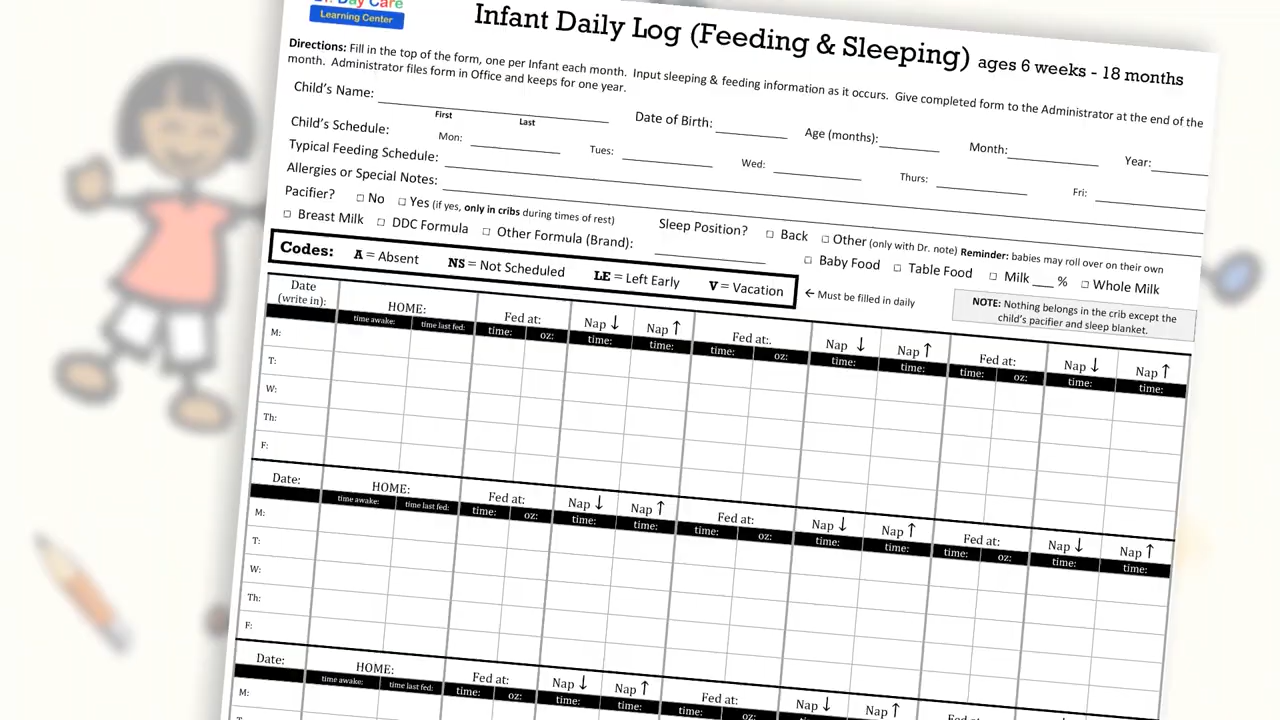 Dr. Day Care
Learning Center
Infant Daily Log (Feeding & Sleeping) ages 6 weeks - 18 months
Directions: Fill in the top of the form, one per Infant each month. Input sleeping & feeding information as it occurs. Give completed form to the Administrator at the end of the
month. Administrator files form in Office and keeps for one year.
Child's Name: Date of Birth: Age (months): Month: Year:
First Last
Child's Schedule: Mon: Tues: Wed: Thurs: Fri:
Typical Feeding Schedule:
Allergies or Special Notes:
Pacifier? □ No □ Yes (if yes, only in cribs during times of rest) Sleep Position? □ Back □ Other (only with Dr. note) Reminder: babies may roll over on their own
□ Breast Milk □ DDC Formula □ Other Formula (Brand): □ Baby Food □ Table Food □ Milk ___ % □ Whole Milk
Codes: A = Absent NS = Not Scheduled LE = Left Early V = Vacation ← Must be filled in daily
NOTE: Nothing belongs in the crib except the
child's pacifier and sleep blanket.
Date HOME: Fed at: Nap ↓ Nap ↑ Fed at:. Nap ↓ Nap ↑ Fed at: Nap ↓ Nap ↑
(write in): time awake: time last fed: time: oz: time: time: time: oz: time: time: time: oz: time: time:
M:
T:
W:
Th:
F:
Date: HOME: Fed at: Nap ↓ Nap ↑ Fed at: Nap ↓ Nap ↑ Fed at: Nap ↓ Nap ↑
time awake: time last fed: time: oz: time: time: time: oz: time: time: time: oz: time: time:
M:
T:
W:
Th:
F:
Date: HOME: Fed at: Nap ↓ Nap ↑ Fed at: Nap ↓ Nap ↑ Fed at: Nap ↓ Nap ↑
time awake: time last fed: time: oz: time: time: time: oz: time: time:
M: